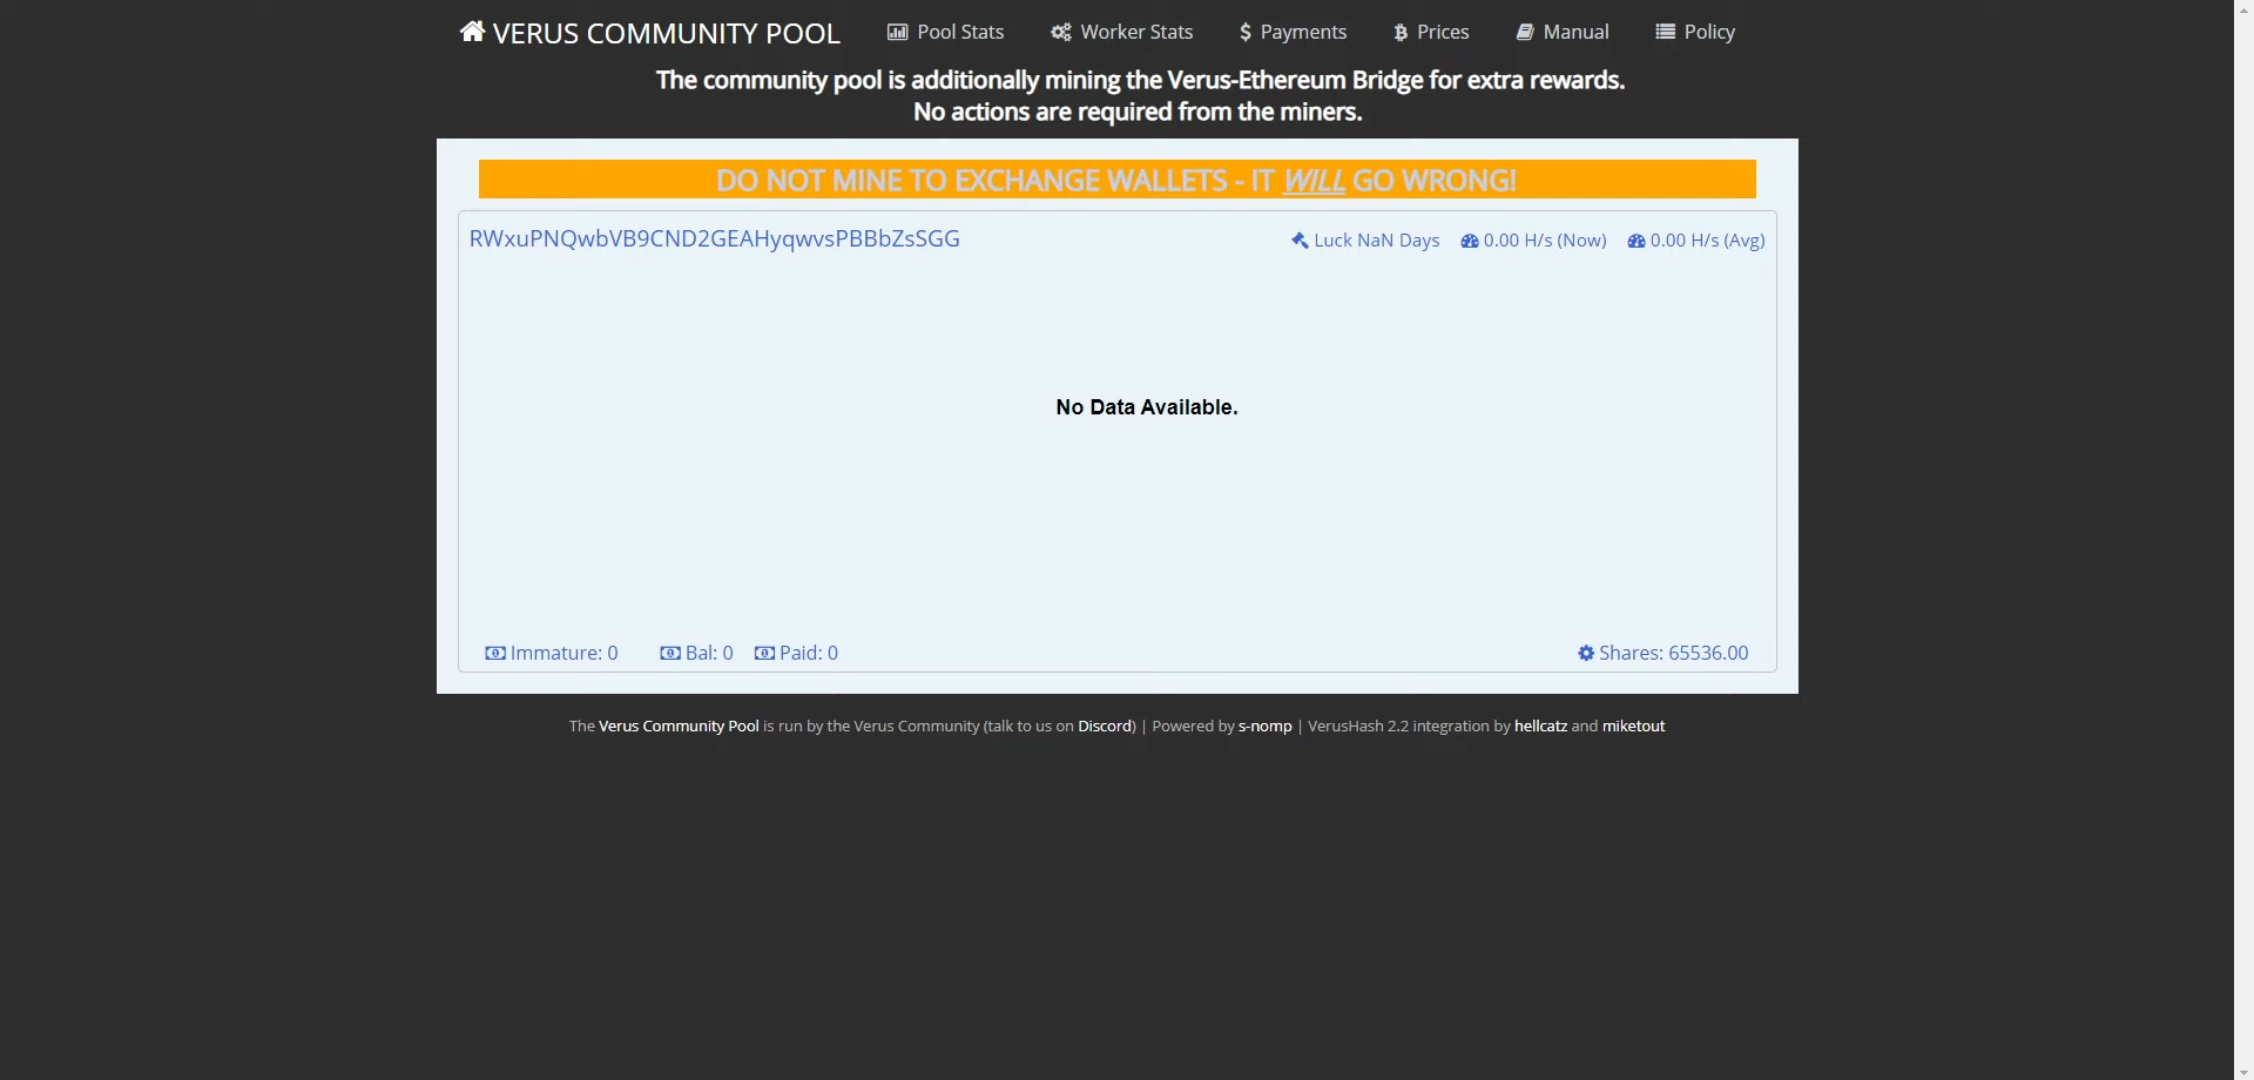 VERUS COMMUNITY POOL Pool Stats Worker Stats Payments Prices Manual Policy
The community pool is additionally mining the Verus-Ethereum Bridge for extra rewards.
No actions are required from the miners.
DO NOT MINE TO EXCHANGE WALLETS - IT WILL GO WRONG!
RWxuPNQwbVB9CND2GEAHyqwvsPBBbZsSGG Luck NaN Days 0.00 H/s (Now) 0.00 H/s (Avg)
No Data Available.
Immature: 0 Bal: 0 Paid: 0 Shares: 65536.00
The Verus Community Pool is run by the Verus Community (talk to us on Discord) | Powered by s-nomp | VerusHash 2.2 integration by hellcatz and miketout